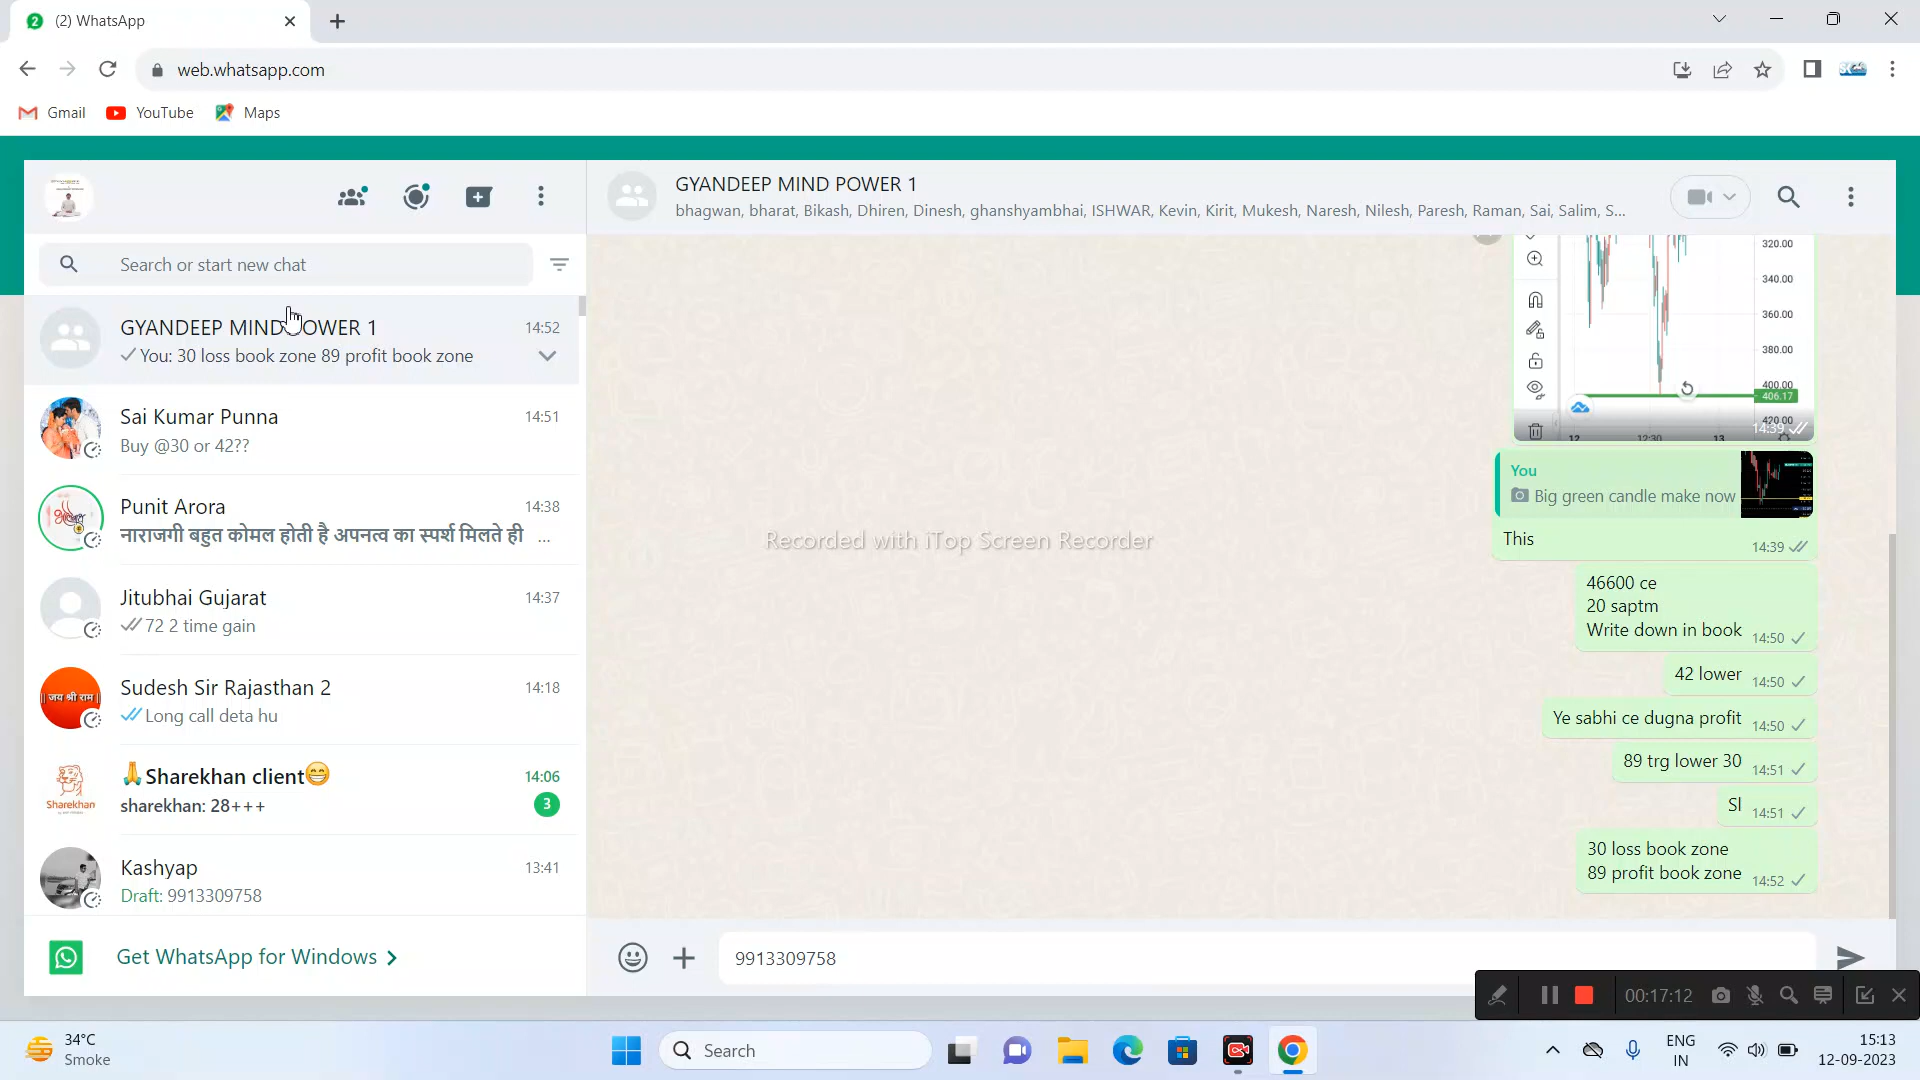 (2) WhatsApp
web.whatsapp.com
Gmail
YouTube
Maps
GYANDEEP MIND POWER 1
bhagwan, bharat, Bikash, Dhiren, Dinesh, ghanshyambhai, ISHWAR, Kevin, Kirit, Mukesh, Naresh, Nilesh, Paresh, Raman, Sai, Salim, S...
Search or start new chat
GYANDEEP MIND POWER 1
14:52
You: 30 loss book zone 89 profit book zone
Sai Kumar Punna
14:51
Buy @30 or 42??
Punit Arora
14:38
नाराजगी बहुत कोमल होती है अपनत्व का स्पर्श मिलते ही ...
Jitubhai Gujarat
14:37
72 2 time gain
Sudesh Sir Rajasthan 2
14:18
Long call deta hu
जय श्री राम
🙏Sharekhan client😁
14:06
sharekhan: 28+++
3
Sharekhan
Kashyap
13:41
Draft: 9913309758
Get WhatsApp for Windows
320.00
340.00
360.00
380.00
400.00
406.17
420.00
12
12:30
13
14:39
You
Big green candle make now
This
14:39
46600 ce
20 saptm
Write down in book
14:50
42 lower
14:50
Ye sabhi ce dugna profit
14:50
89 trg lower 30
14:51
Sl
14:51
30 loss book zone
89 profit book zone
14:52
Recorded with iTop Screen Recorder
9913309758
00:17:12
34°C
Smoke
Search
ENG
IN
15:13
12-09-2023